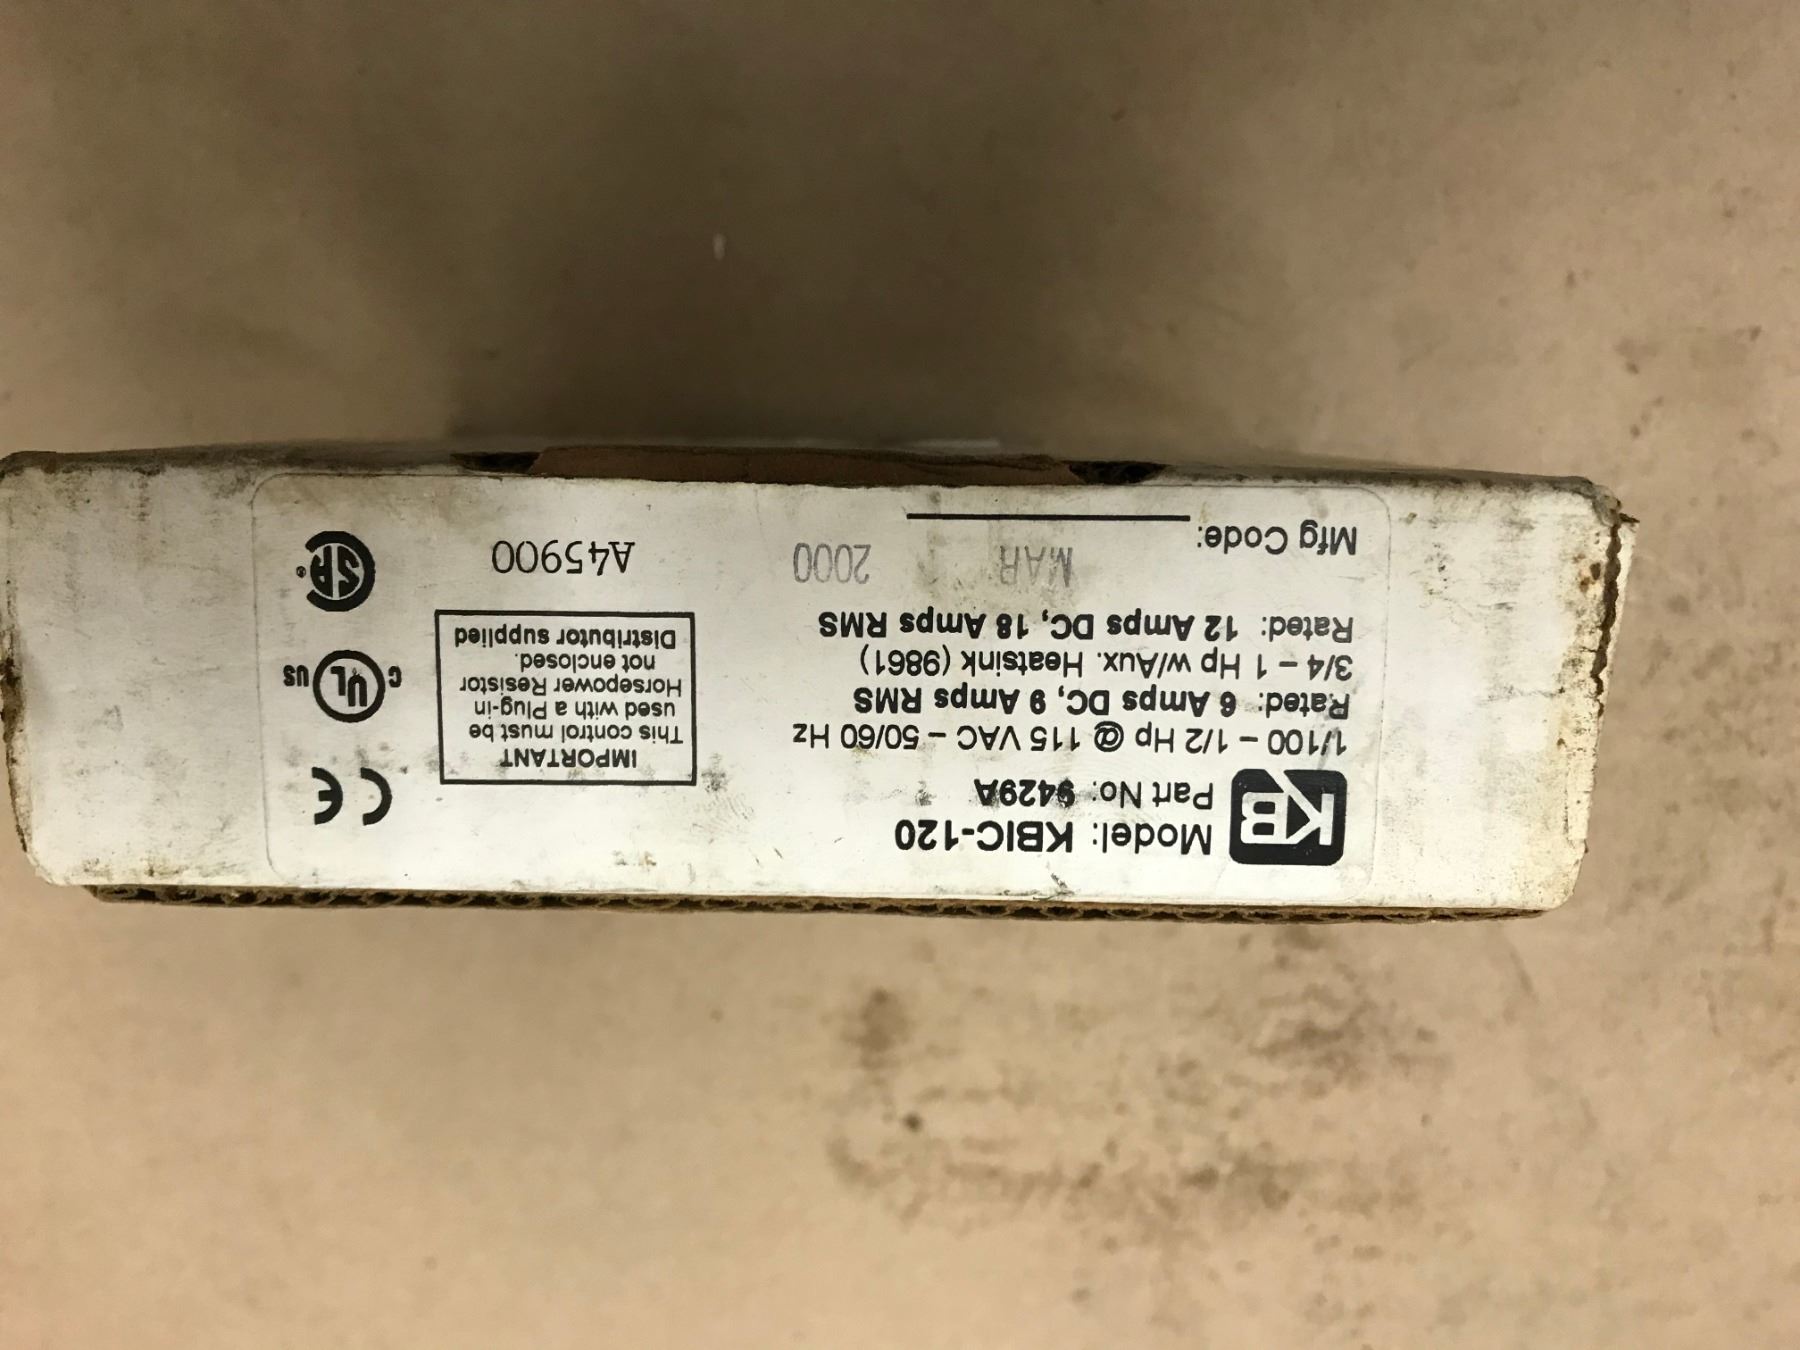 KB
Model: KBIC-120
Part No: 9429A
1/100 – 1/2 Hp @ 115 VAC – 50/60 Hz
Rated: 6 Amps DC, 9 Amps RMS
3/4 – 1 Hp w/Aux. Heatsink (9861)
Rated: 12 Amps DC, 18 Amps RMS
MAR 2000
Mfg Code:
A45900
IMPORTANT
This control must be
used with a Plug-in
Horsepower Resistor
not enclosed.
Distributor supplied
CE
C UL US
SA®